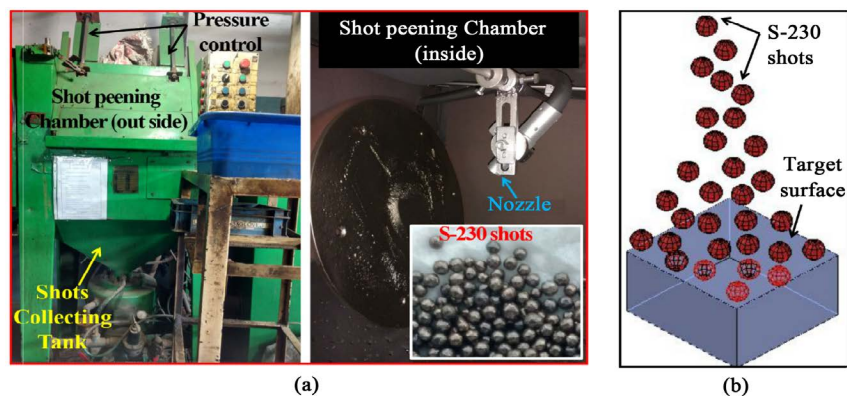 Pressure
control
Shot peening
Chamber (out side)
Shots
Collecting
Tank
Shot peening Chamber
(inside)
Nozzle
S-230 shots
S-230
shots
Target
surface
(a)
(b)